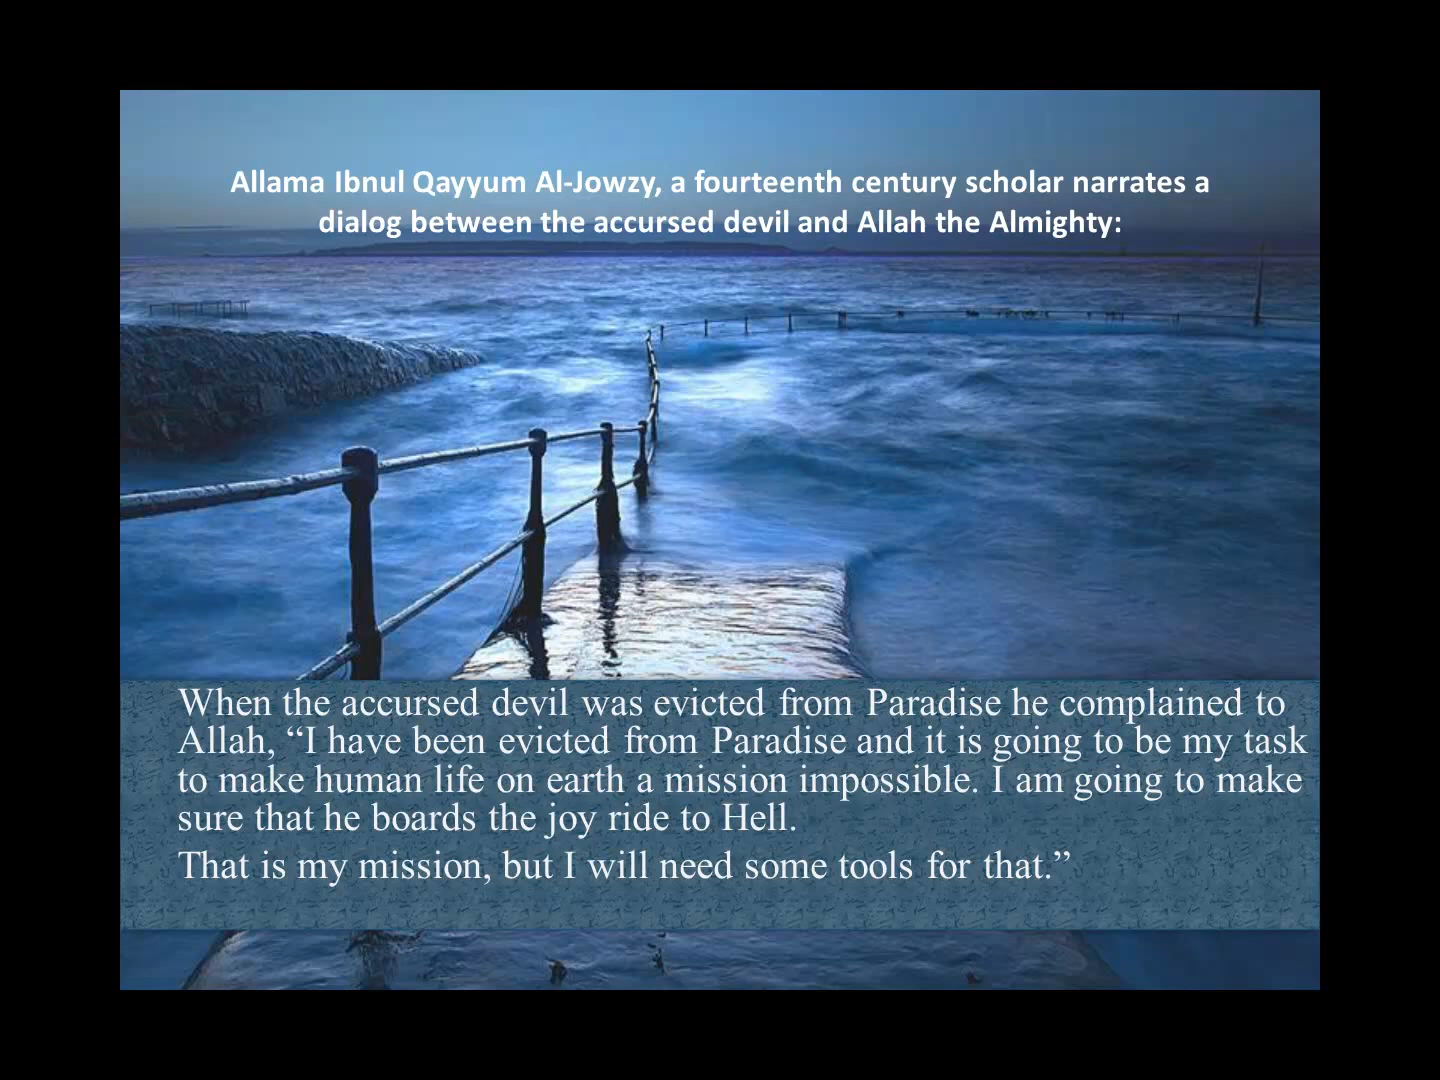 Allama Ibnul Qayyum Al-Jowzy, a fourteenth century scholar narrates a
dialog between the accursed devil and Allah the Almighty:
When the accursed devil was evicted from Paradise he complained to
Allah, “I have been evicted from Paradise and it is going to be my task
to make human life on earth a mission impossible. I am going to make
sure that he boards the joy ride to Hell.
That is my mission, but I will need some tools for that.”